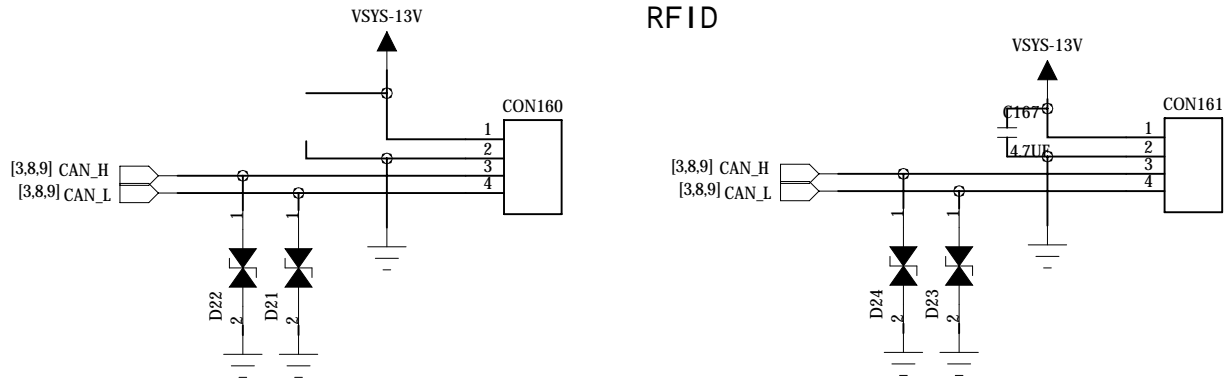 RFID
VSYS-13V
CON160
1
2
3
4
[3,8,9] CAN_H
[3,8,9] CAN_L
1
1
D22
D21
2
2
VSYS-13V
C167
4.7UF
CON161
1
2
3
4
[3,8,9] CAN_H
[3,8,9] CAN_L
1
1
D24
D23
2
2